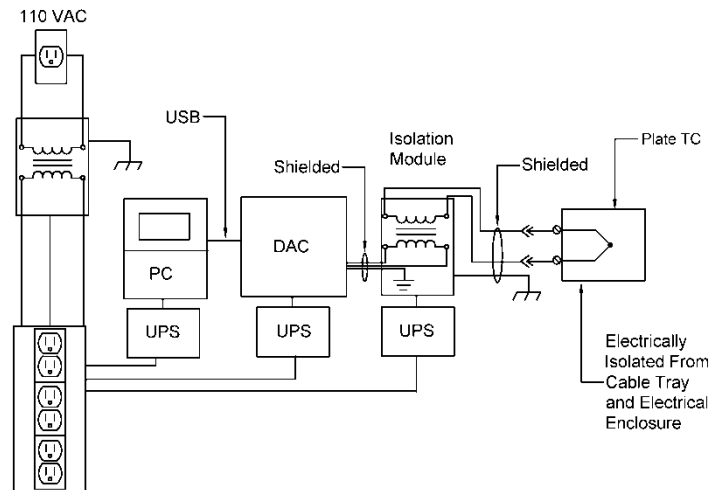 110 VAC
USB
Isolation
Module
Shielded
Shielded
Plate TC
PC
DAC
UPS
UPS
UPS
Electrically
Isolated From
Cable Tray
and Electrical
Enclosure